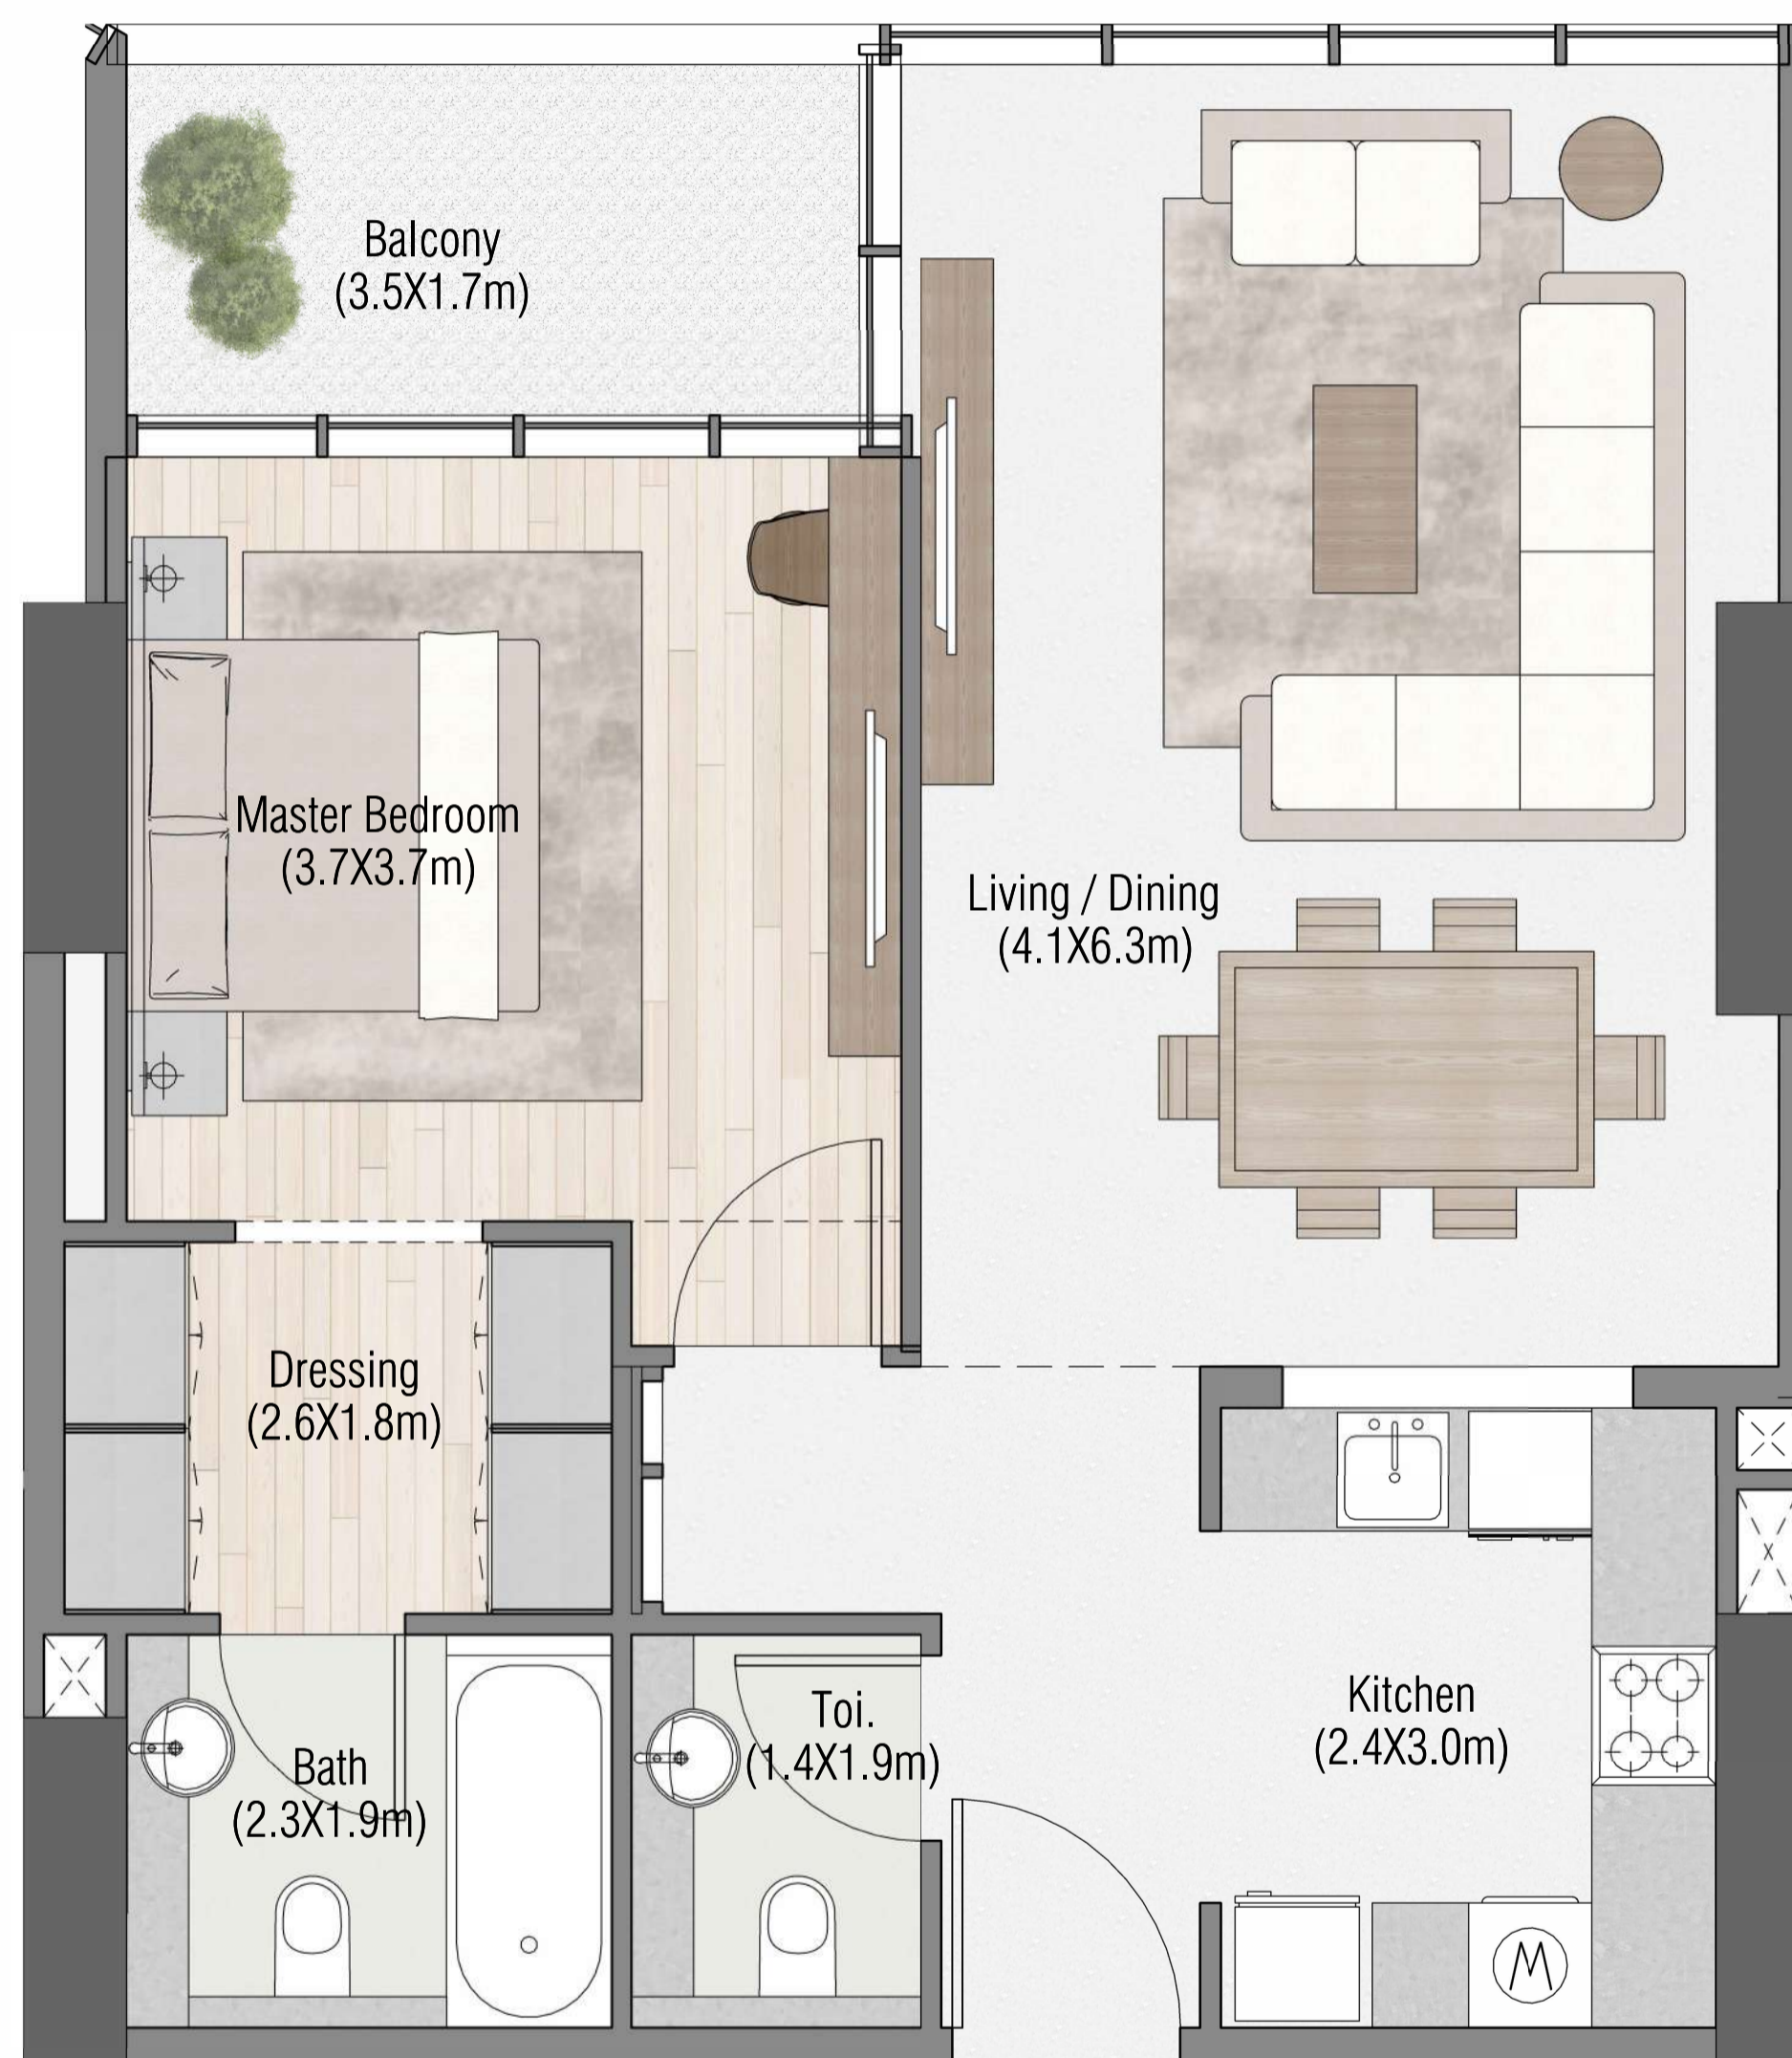 Balcony
(3.5X1.7m)
Master Bedroom
(3.7X3.7m)
Living / Dining
(4.1X6.3m)
Dressing
(2.6X1.8m)
Kitchen
(2.4X3.0m)
Toi.
(1.4X1.9m)
Bath
(2.3X1.9m)
M